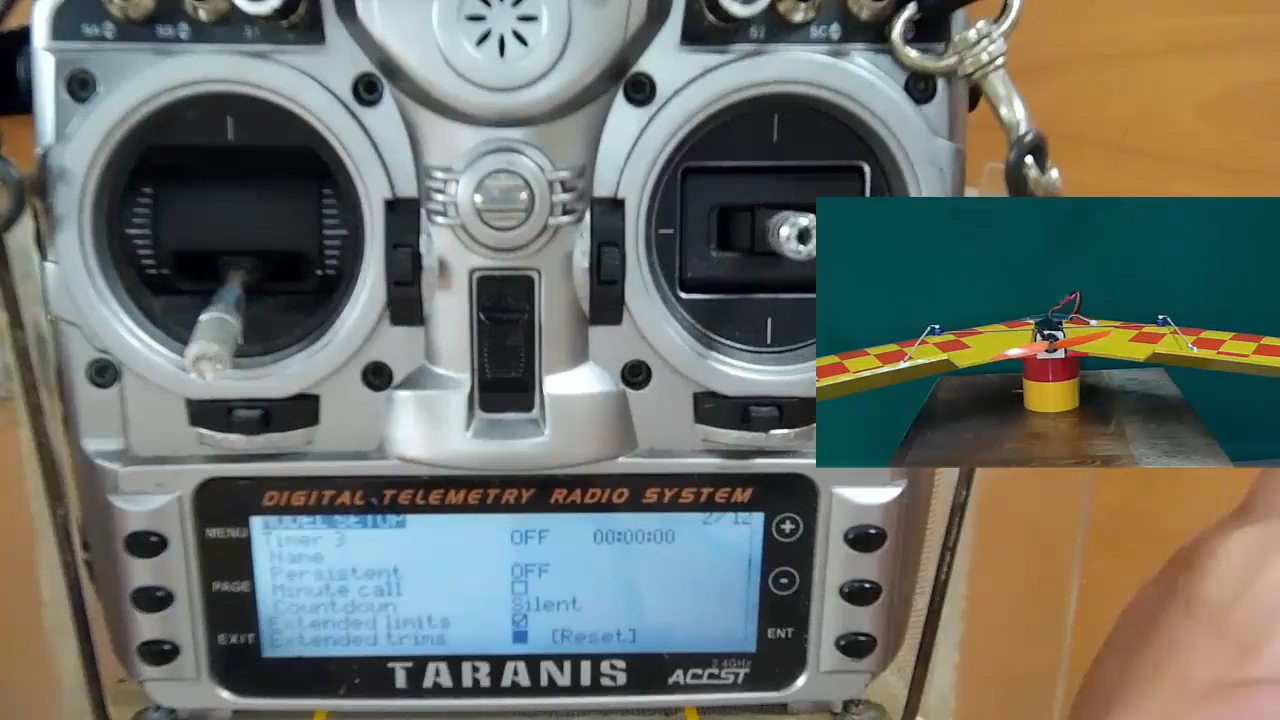 S1
DIGITAL TELEMETRY RADIO SYSTEM
MODEL SETUP 2/12
Timer 3 OFF 00:00:00
Name
Persistent OFF
Minute call
Countdown Silent
Extended limits
Extended trims [Reset]
MENU
PAGE
EXIT
+
-
ENT
TARANIS
2.4GHz
ACCST